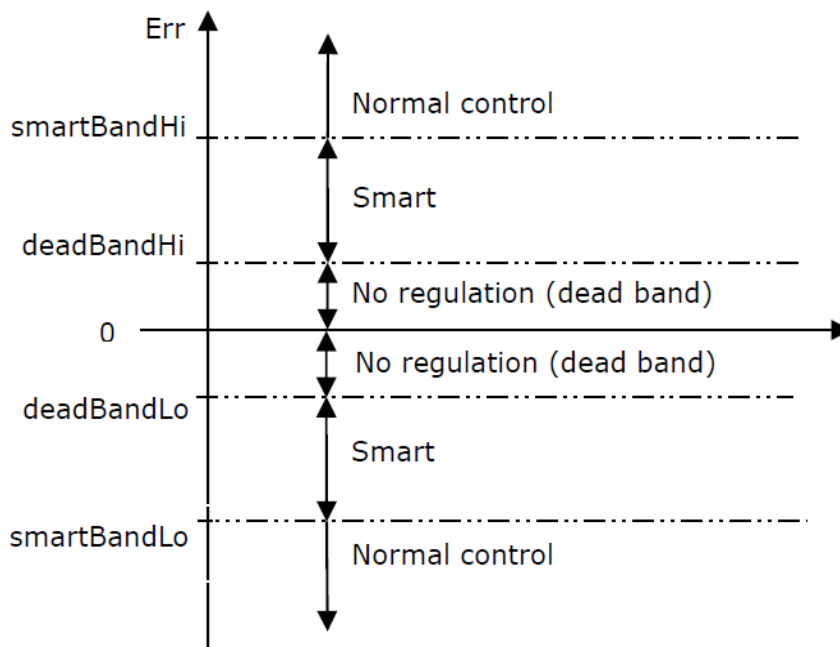 Err
Normal control
smartBandHi
Smart
deadBandHi
No regulation (dead band)
0
No regulation (dead band)
deadBandLo
Smart
smartBandLo
Normal control